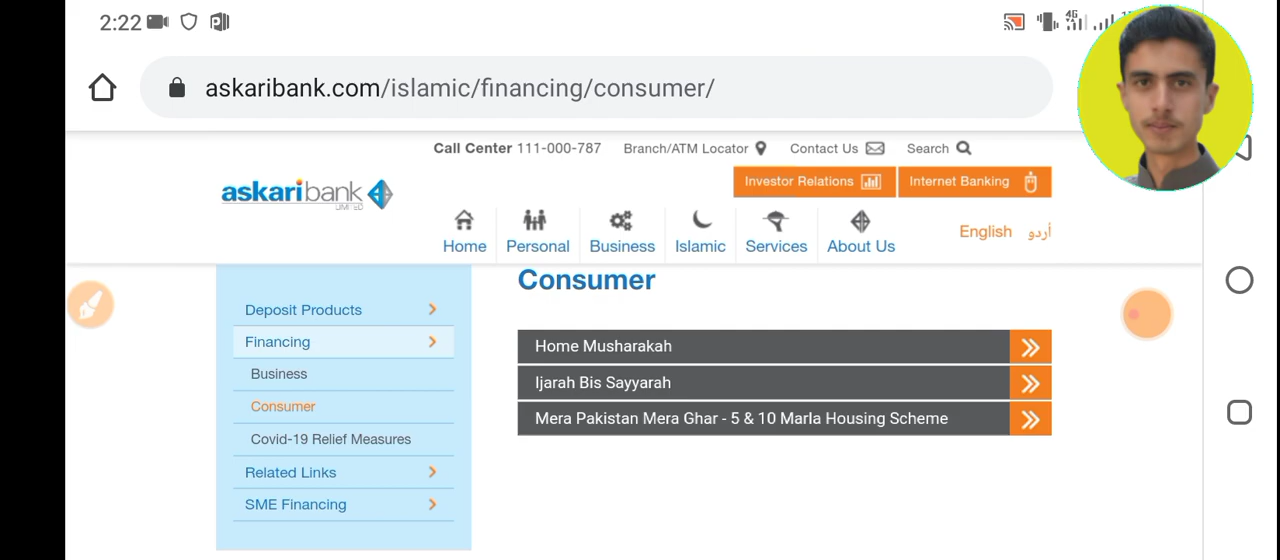 2:22
4G
askaribank.com/islamic/financing/consumer/
Call Center 111-000-787 Branch/ATM Locator Contact Us Search
askaribank
LIMITED
Investor Relations Internet Banking
Home Personal Business Islamic Services About Us
English اُردو
Deposit Products
Financing
Business
Consumer
Covid-19 Relief Measures
Related Links
SME Financing
Consumer
Home Musharakah
Ijarah Bis Sayyarah
Mera Pakistan Mera Ghar - 5 & 10 Marla Housing Scheme